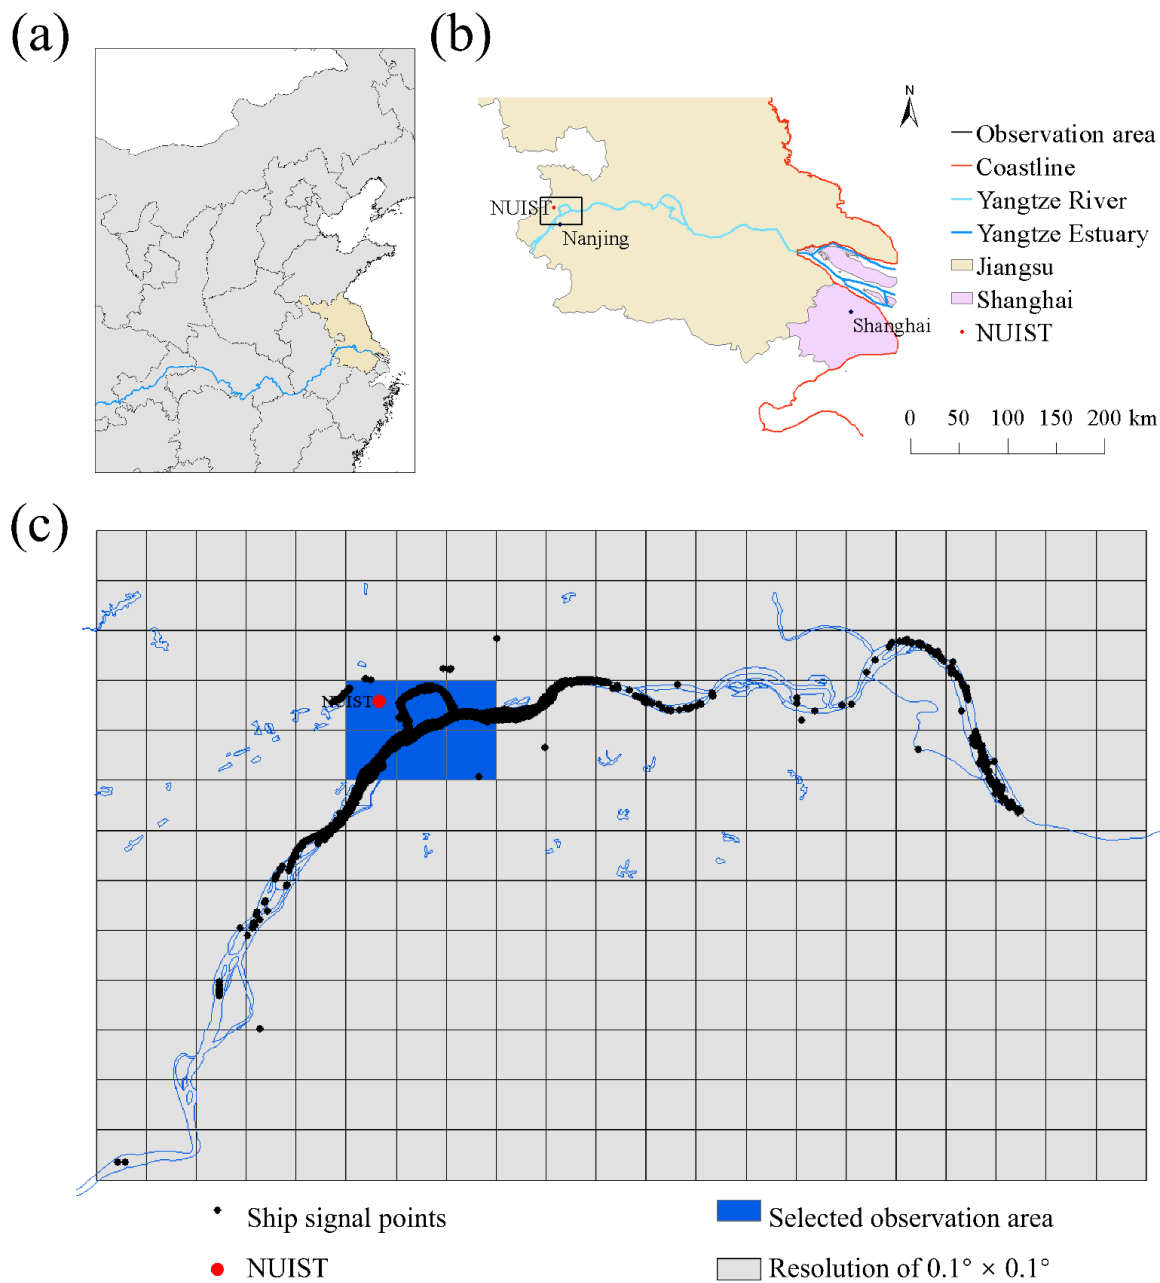 (a)
(b)
N
Observation area
Coastline
Yangtze River
Yangtze Estuary
Jiangsu
Shanghai
NUIST
NUIST
Nanjing
Shanghai
0 50 100 150 200 km
(c)
NUIST
Ship signal points
Selected observation area
NUIST
Resolution of 0.1° × 0.1°